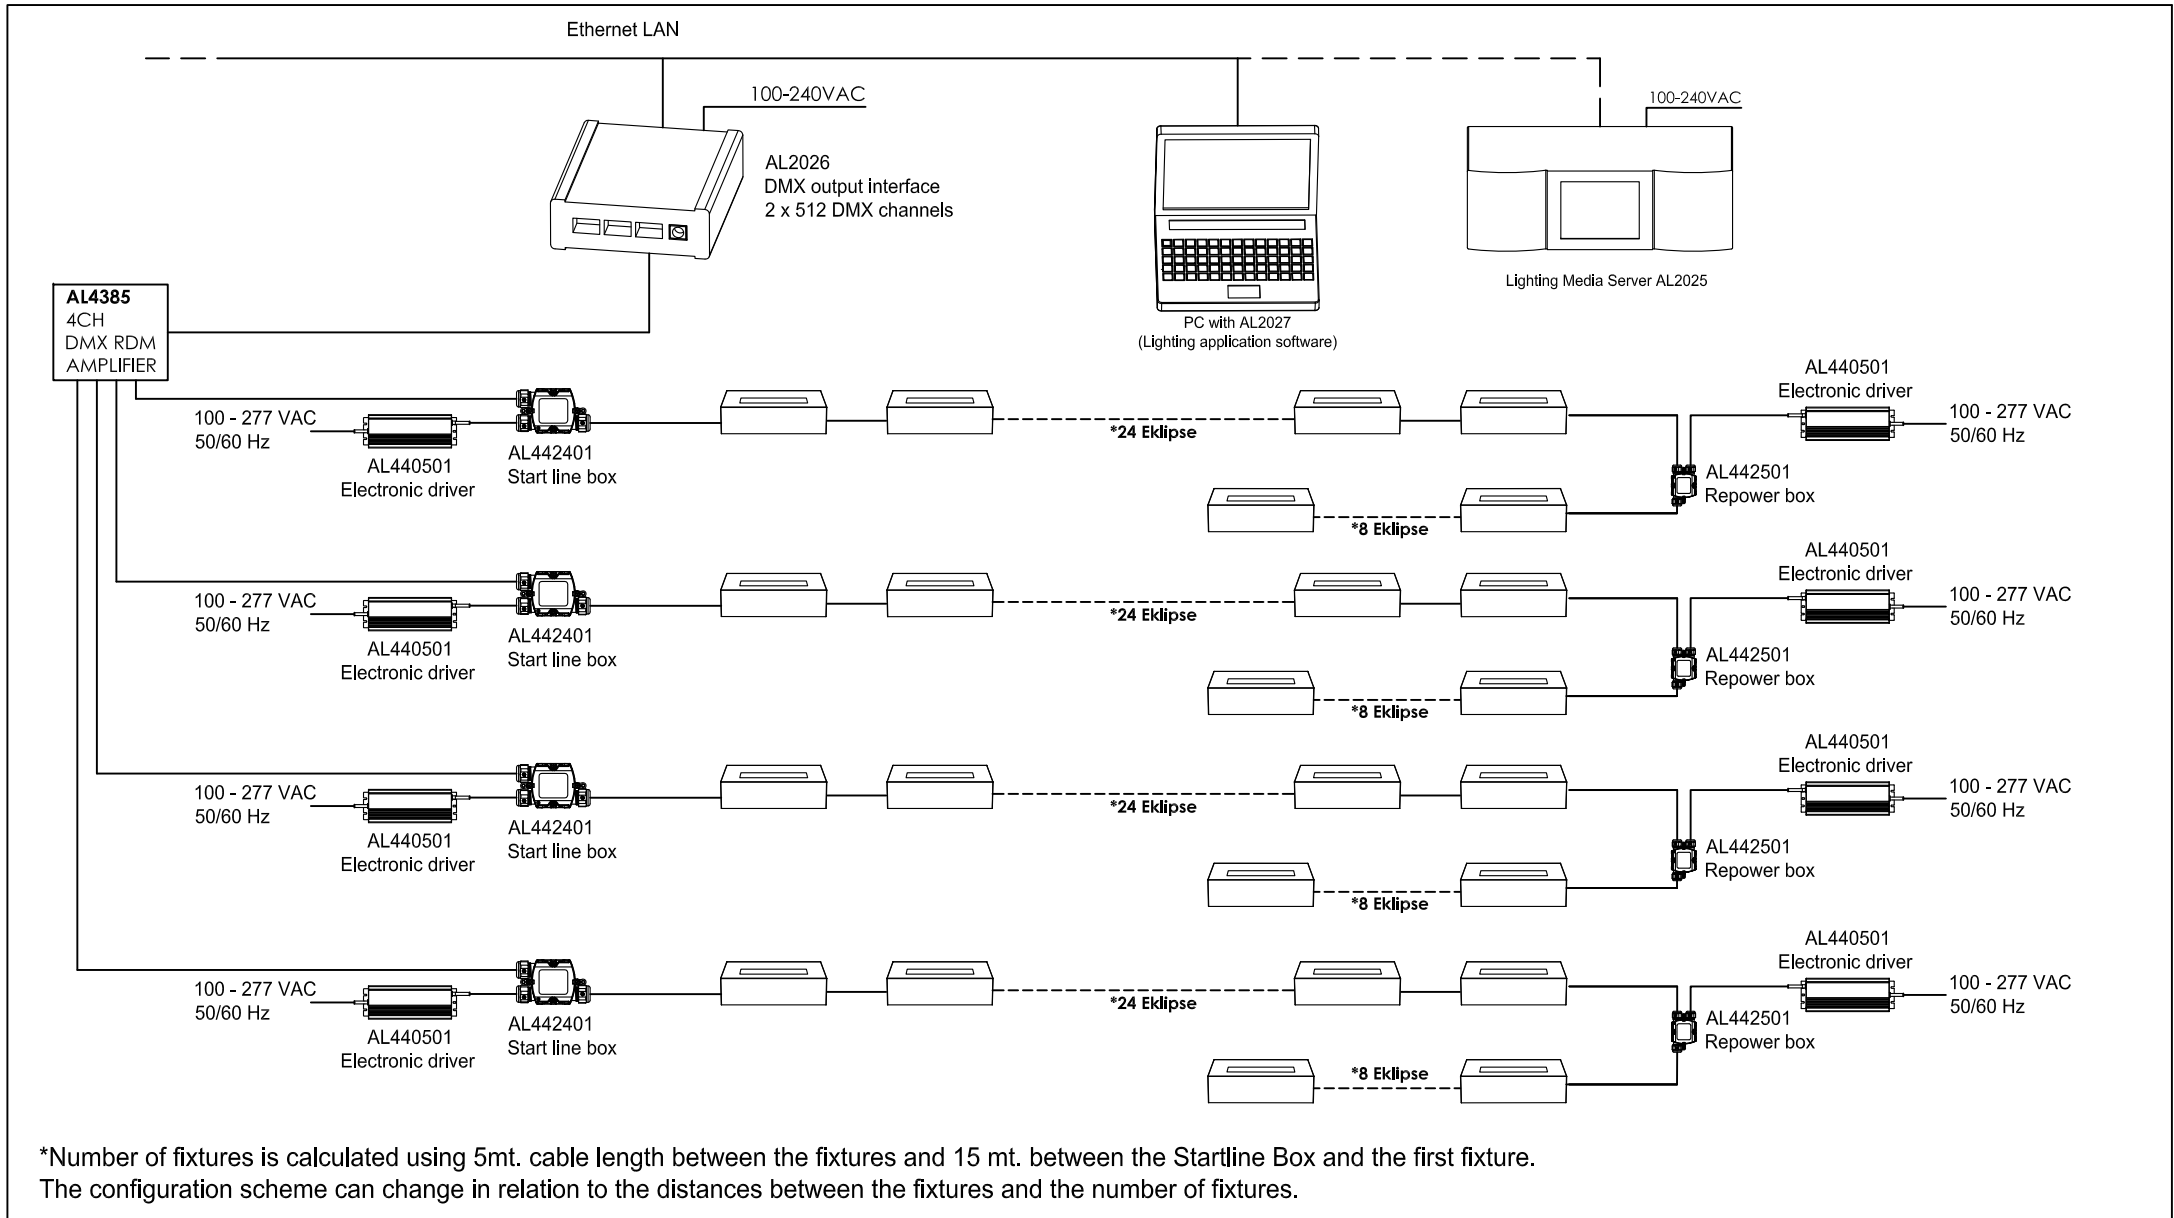 Ethernet LAN
100-240VAC
100-240VAC
AL2026
DMX output interface
2 x 512 DMX channels
Lighting Media Server AL2025
PC with AL2027
(Lighting application software)
AL4385
4CH
DMX RDM
AMPLIFIER
100 - 277 VAC
50/60 Hz
AL440501
Electronic driver
AL442401
Start line box
*24 Eklipse
*8 Eklipse
AL440501
Electronic driver
100 - 277 VAC
50/60 Hz
AL442501
Repower box
100 - 277 VAC
50/60 Hz
AL440501
Electronic driver
AL442401
Start line box
*24 Eklipse
*8 Eklipse
AL440501
Electronic driver
100 - 277 VAC
50/60 Hz
AL442501
Repower box
100 - 277 VAC
50/60 Hz
AL440501
Electronic driver
AL442401
Start line box
*24 Eklipse
*8 Eklipse
AL440501
Electronic driver
100 - 277 VAC
50/60 Hz
AL442501
Repower box
100 - 277 VAC
50/60 Hz
AL440501
Electronic driver
AL442401
Start line box
*24 Eklipse
*8 Eklipse
AL440501
Electronic driver
100 - 277 VAC
50/60 Hz
AL442501
Repower box
*Number of fixtures is calculated using 5mt. cable length between the fixtures and 15 mt. between the Startline Box and the first fixture.
The configuration scheme can change in relation to the distances between the fixtures and the number of fixtures.